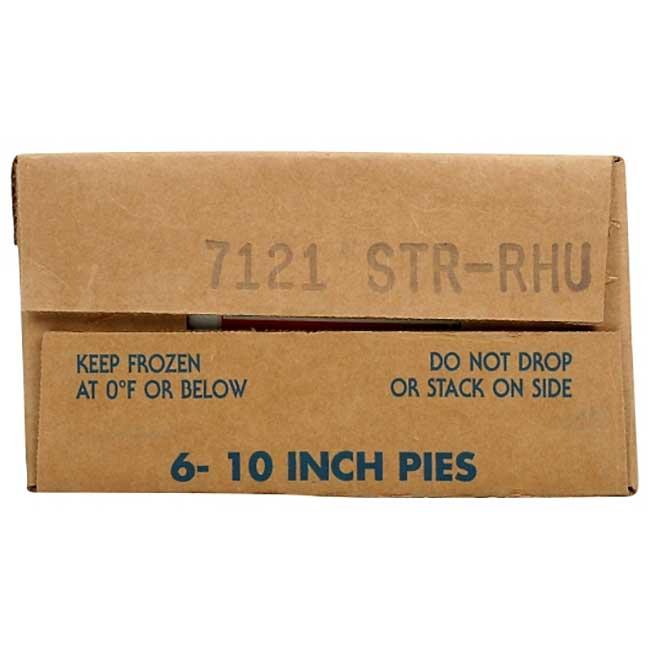 7121 STR-RHU
KEEP FROZEN
AT 0°F OR BELOW
DO NOT DROP
OR STACK ON SIDE
6- 10 INCH PIES